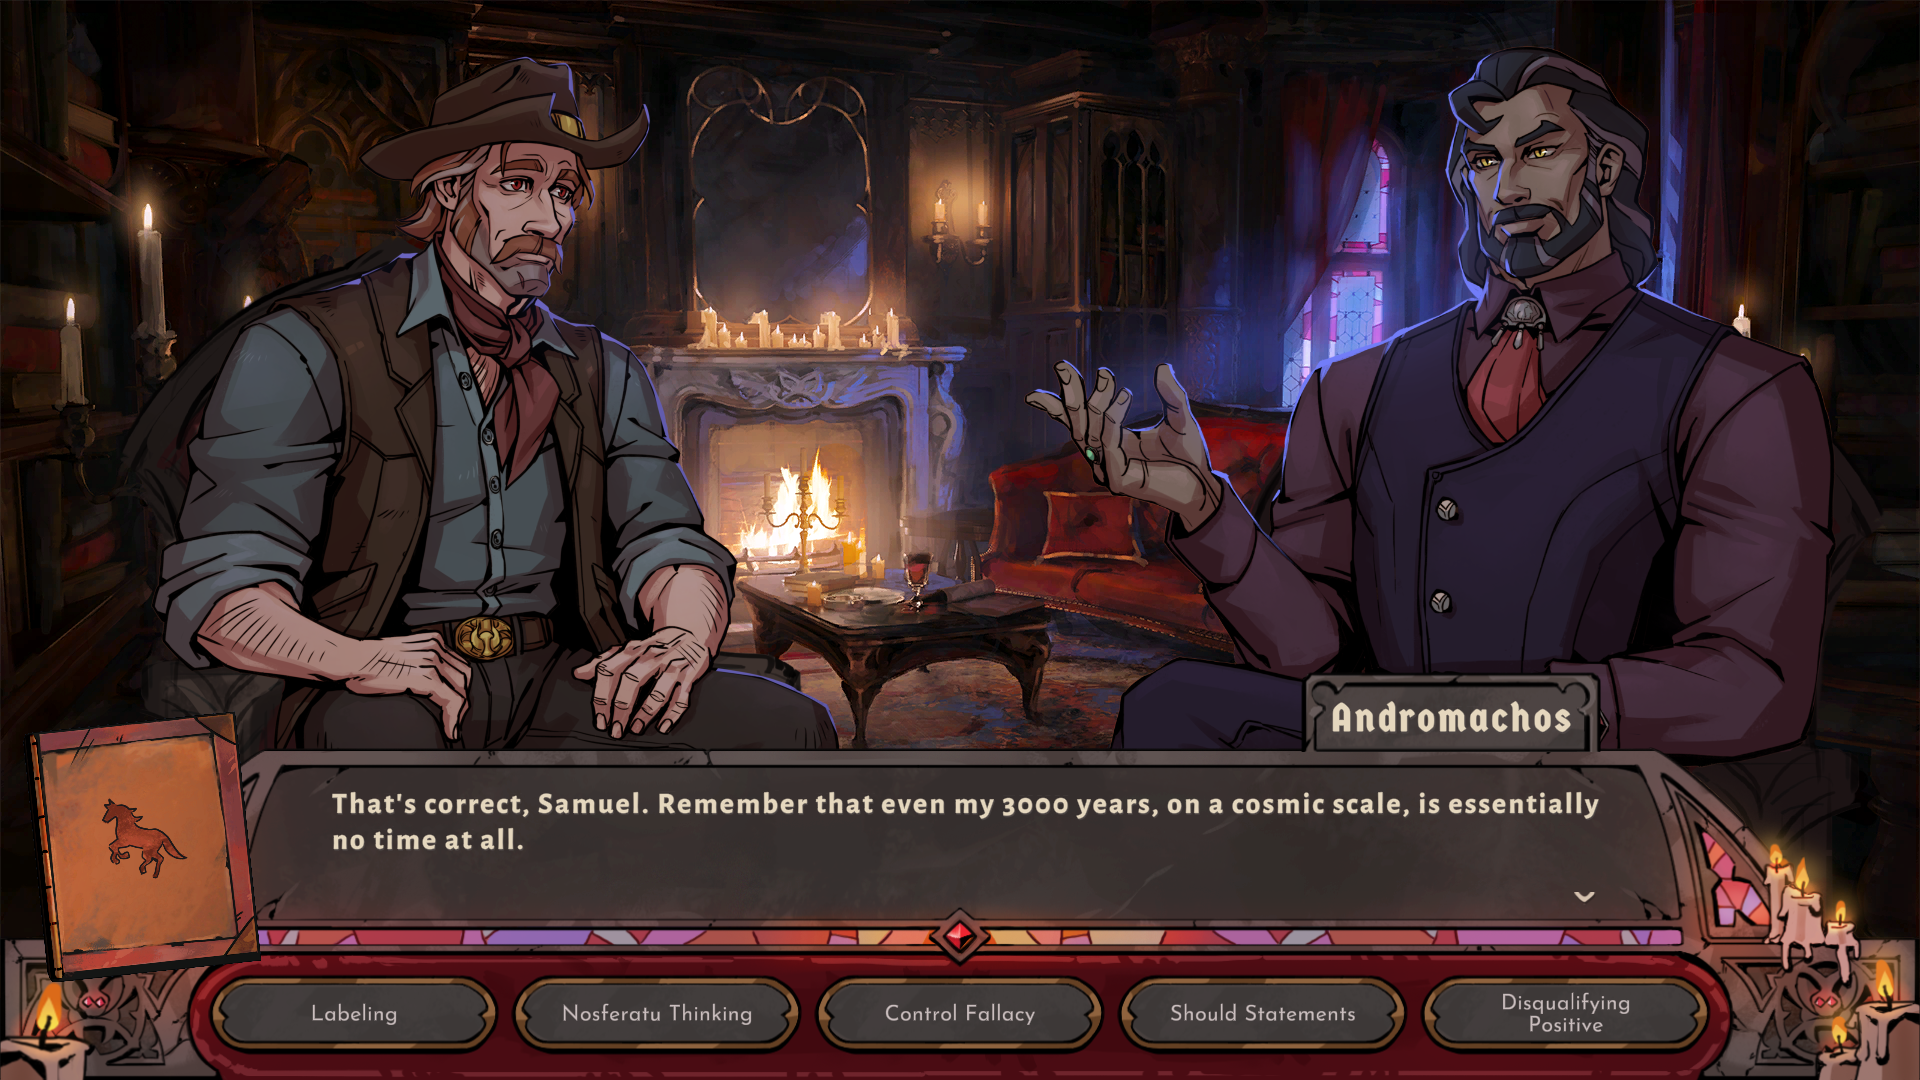 Andromachos
That's correct, Samuel. Remember that even my 3000 years, on a cosmic scale, is essentially
no time at all.
Labeling
Nosferatu Thinking
Control Fallacy
Should Statements
Disqualifying
Positive